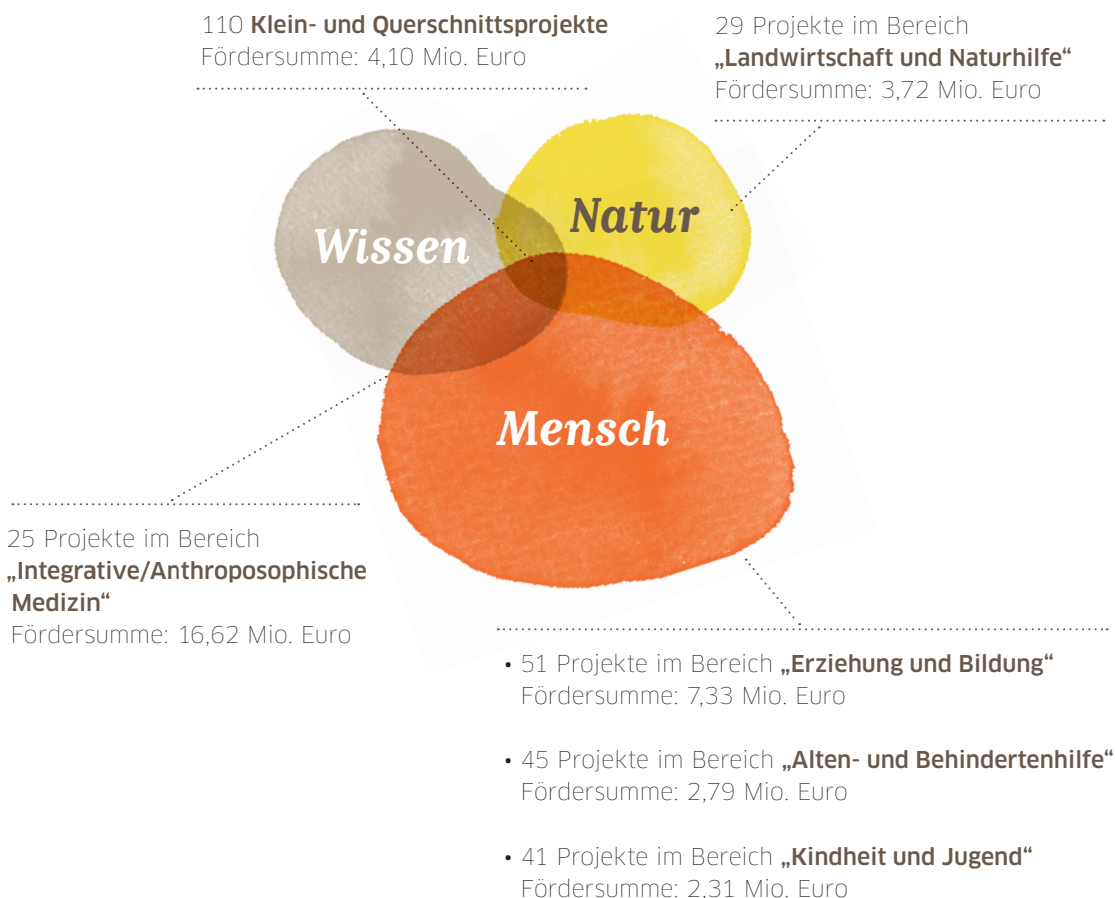 110 Klein- und Querschnittsprojekte
Fördersumme: 4,10 Mio. Euro
29 Projekte im Bereich
„Landwirtschaft und Naturhilfe“
Fördersumme: 3,72 Mio. Euro
Wissen
Natur
Mensch
25 Projekte im Bereich
„Integrative/Anthroposophische
Medizin“
Fördersumme: 16,62 Mio. Euro
• 51 Projekte im Bereich „Erziehung und Bildung“
Fördersumme: 7,33 Mio. Euro
• 45 Projekte im Bereich „Alten- und Behindertenhilfe“
Fördersumme: 2,79 Mio. Euro
• 41 Projekte im Bereich „Kindheit und Jugend“
Fördersumme: 2,31 Mio. Euro